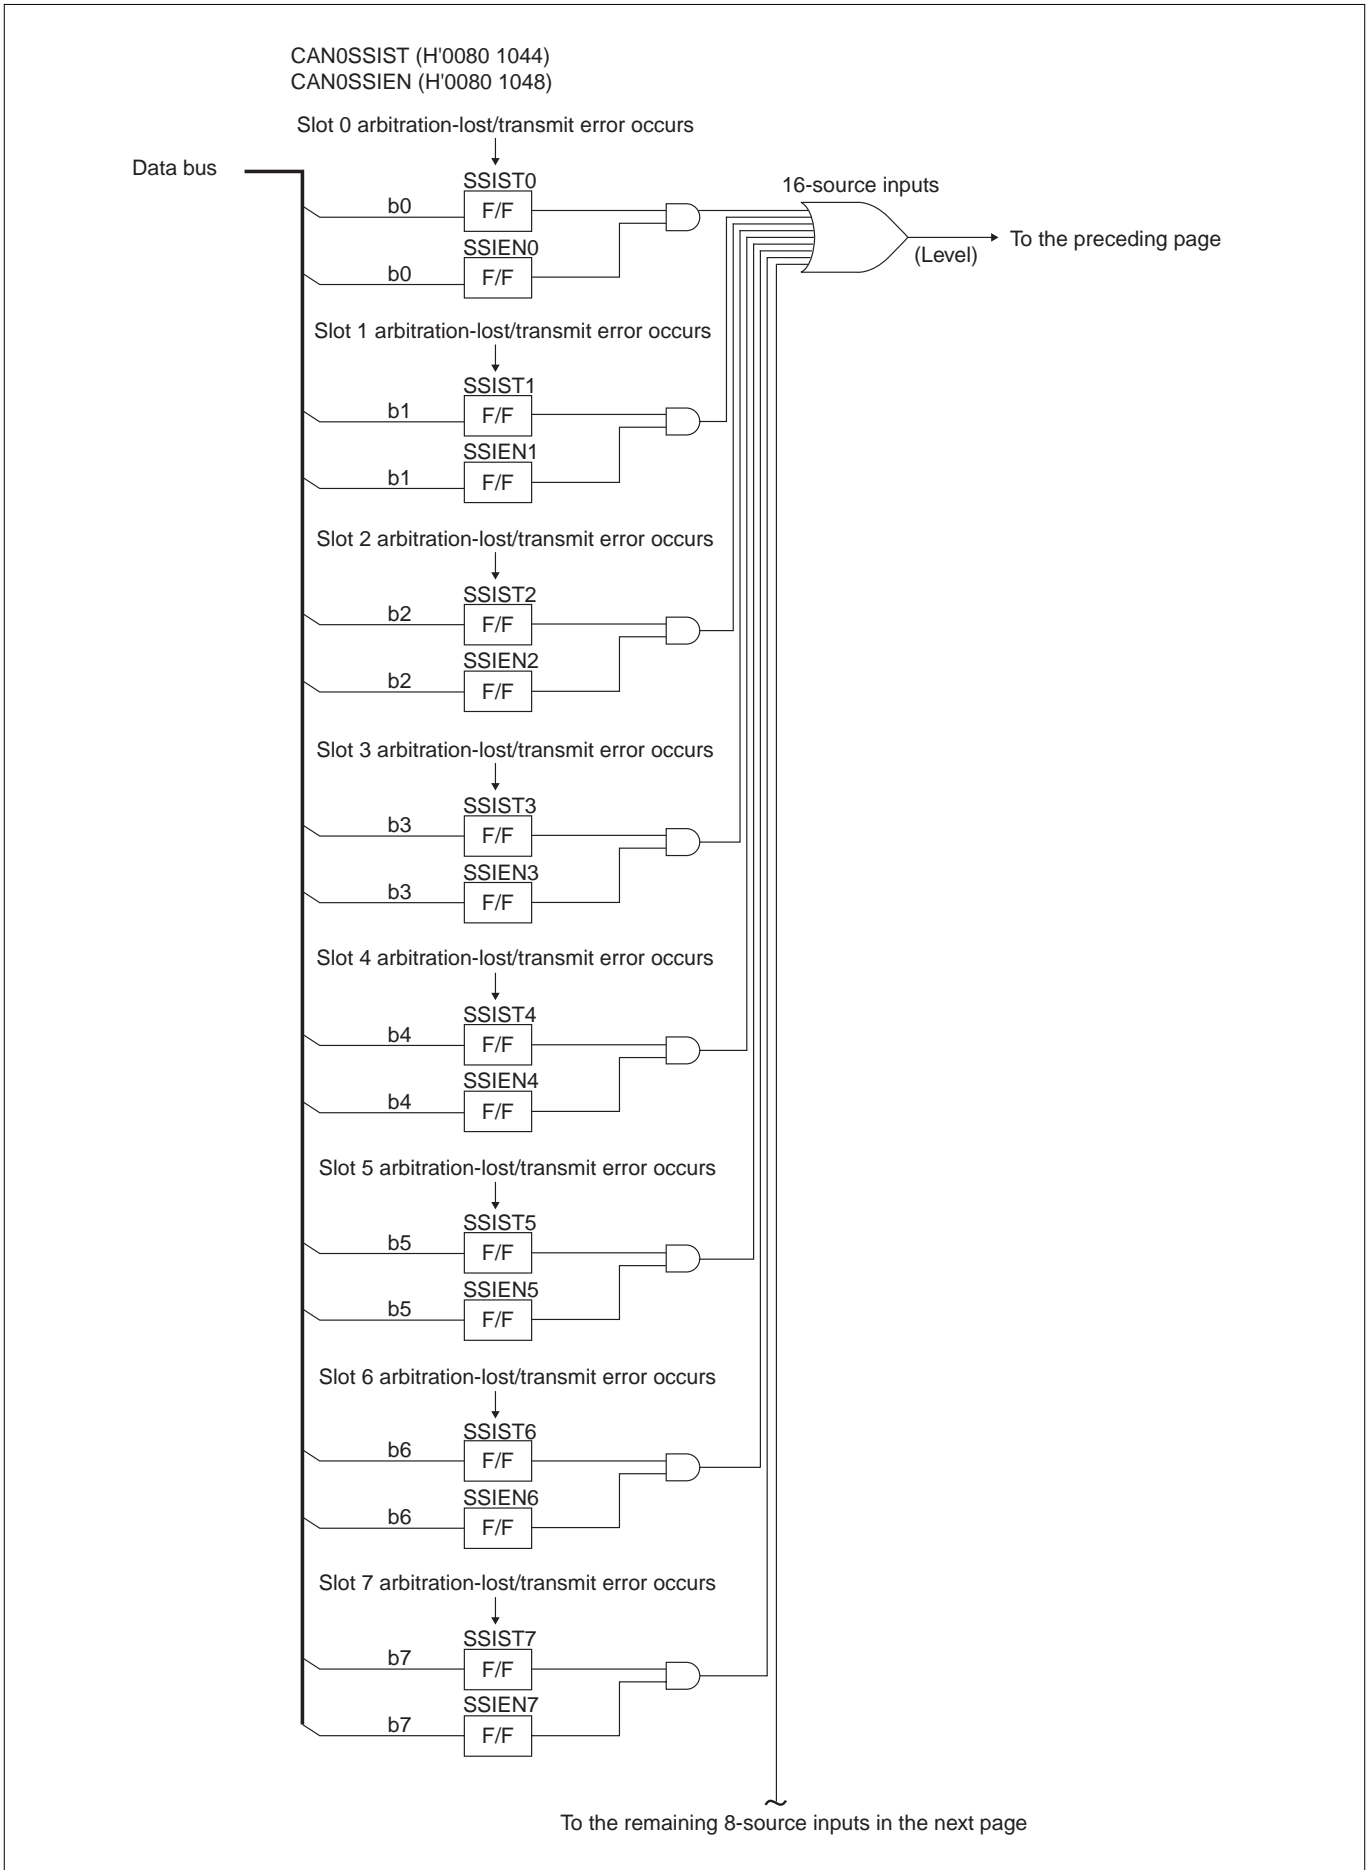 CAN0SSIST (H'0080 1044)
CAN0SSIEN (H'0080 1048)
Slot 0 arbitration-lost/transmit error occurs
Data bus
SSIST0
16-source inputs
b0
F/F
To the preceding page
(Level)
SSIEN0
b0
F/F
Slot 1 arbitration-lost/transmit error occurs
SSIST1
b1
F/F
SSIEN1
b1
F/F
Slot 2 arbitration-lost/transmit error occurs
SSIST2
b2
F/F
SSIEN2
b2
F/F
Slot 3 arbitration-lost/transmit error occurs
SSIST3
b3
F/F
SSIEN3
b3
F/F
Slot 4 arbitration-lost/transmit error occurs
SSIST4
b4
F/F
SSIEN4
b4
F/F
Slot 5 arbitration-lost/transmit error occurs
SSIST5
b5
F/F
SSIEN5
b5
F/F
Slot 6 arbitration-lost/transmit error occurs
SSIST6
b6
F/F
SSIEN6
b6
F/F
Slot 7 arbitration-lost/transmit error occurs
SSIST7
b7
F/F
SSIEN7
b7
F/F
To the remaining 8-source inputs in the next page